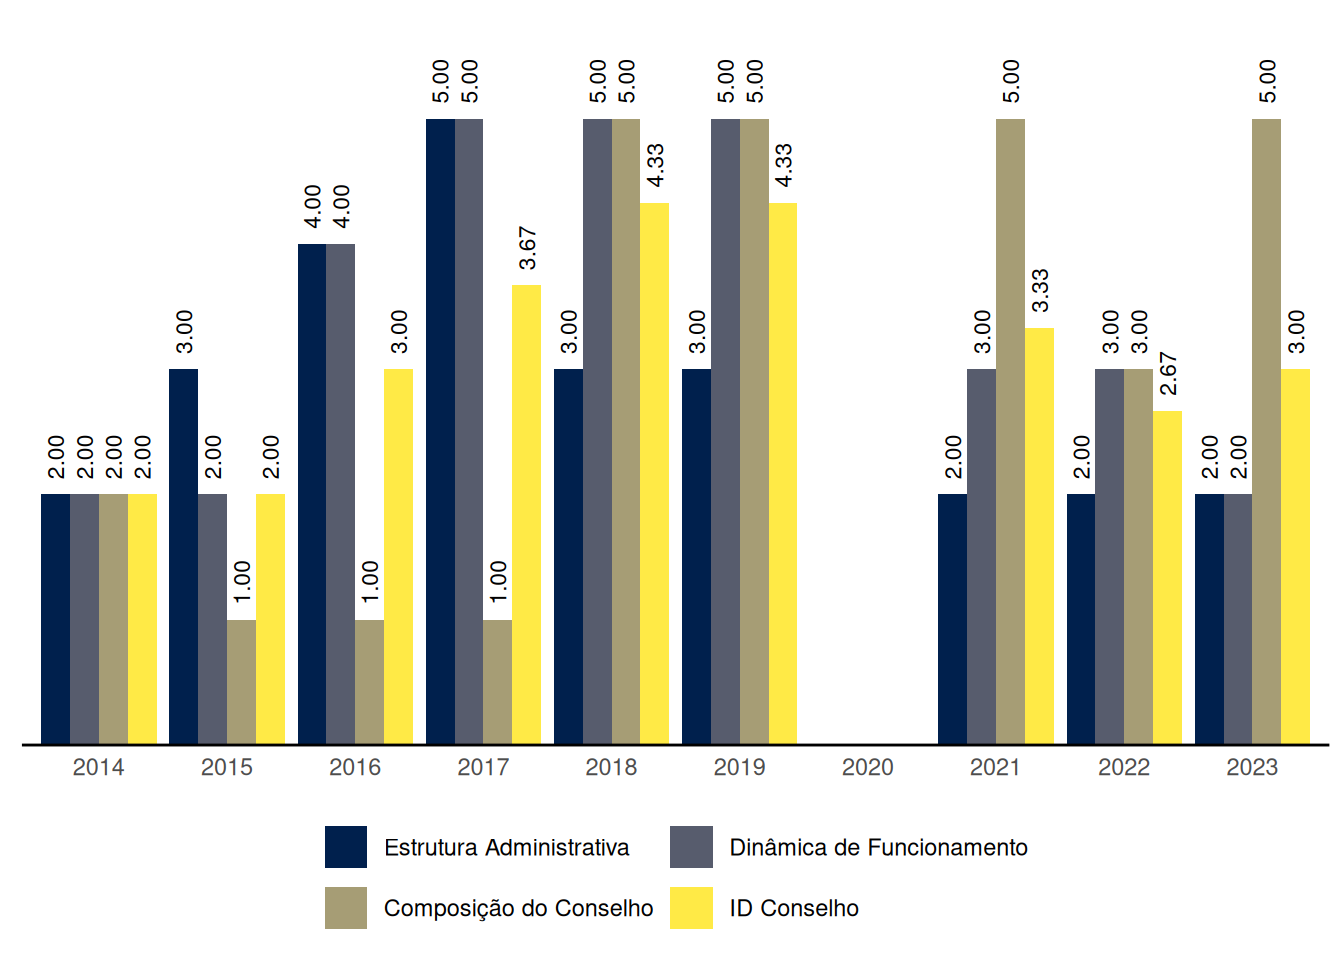 2.00 2.00 2.00 2.00 3.00 2.00 1.00 2.00 4.00 4.00 1.00 3.00 5.00 5.00 1.00 3.67 3.00 5.00 5.00 4.33 3.00 5.00 5.00 4.33 2.00 3.00 5.00 3.33 2.00 3.00 3.00 2.67 2.00 2.00 5.00 3.00
2014 2015 2016 2017 2018 2019 2020 2021 2022 2023
Estrutura Administrativa Dinâmica de Funcionamento
Composição do Conselho ID Conselho